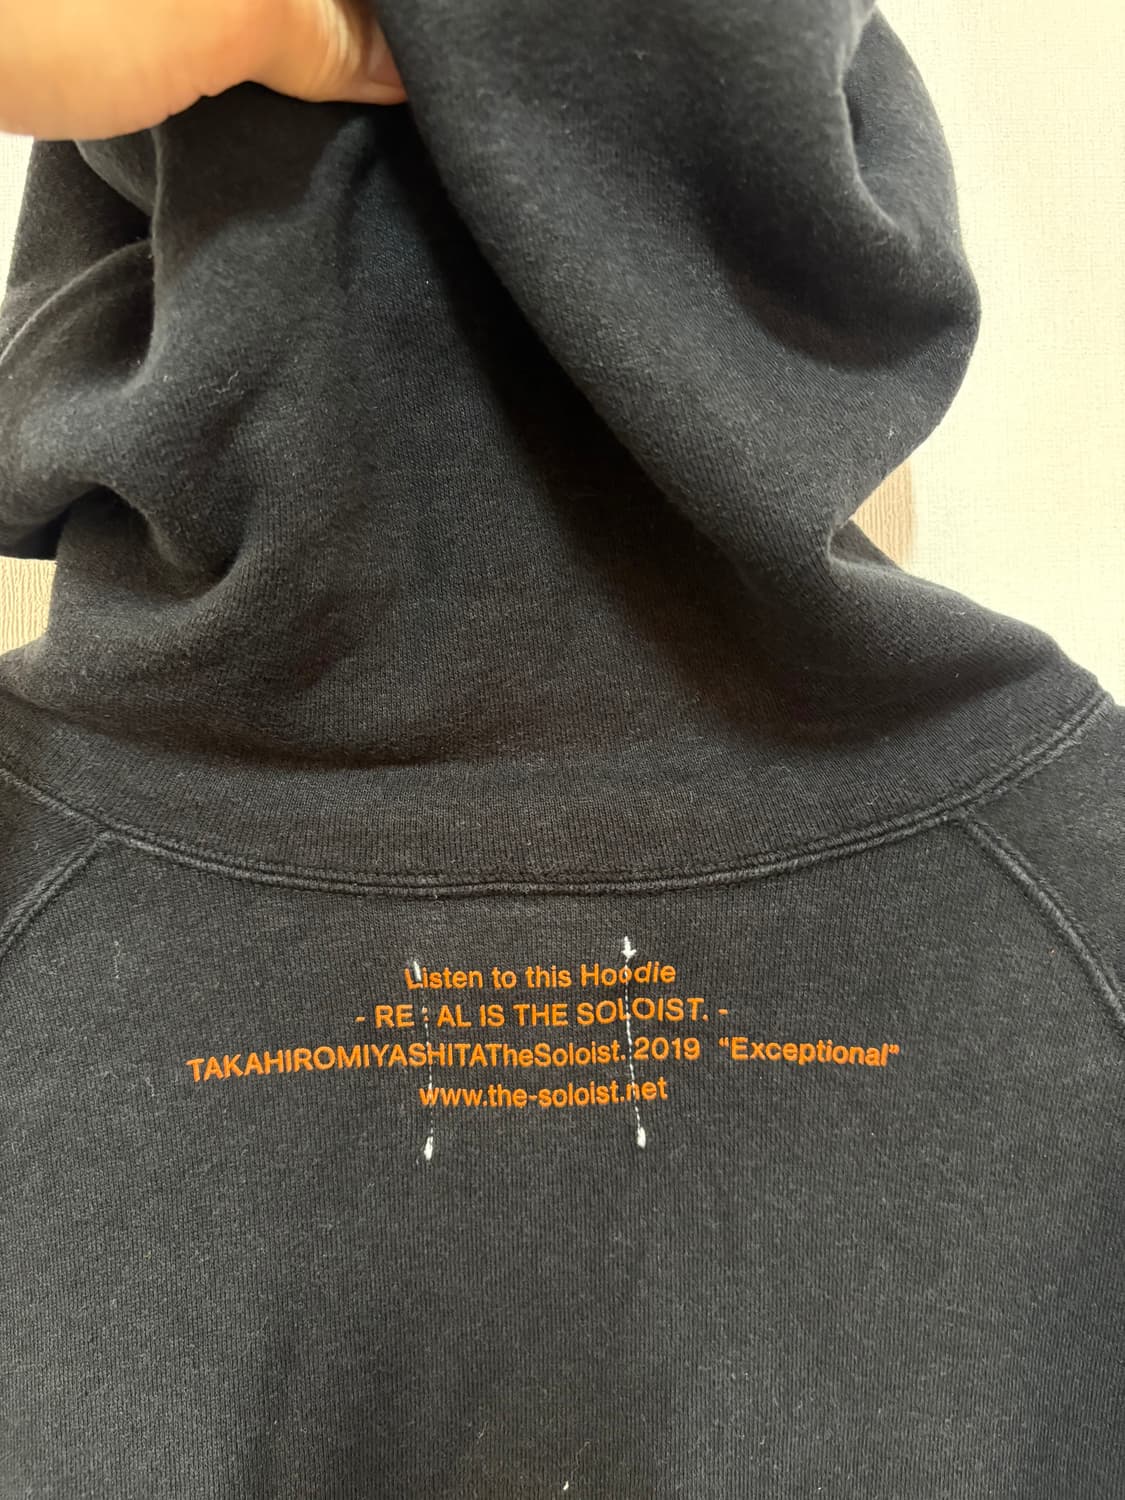 Listen to this Hoodie
- RE : AL IS THE SOLOIST. -
TAKAHIROMIYASHITATheSoloist. 2019 “Exceptional”
www.the-soloist.net